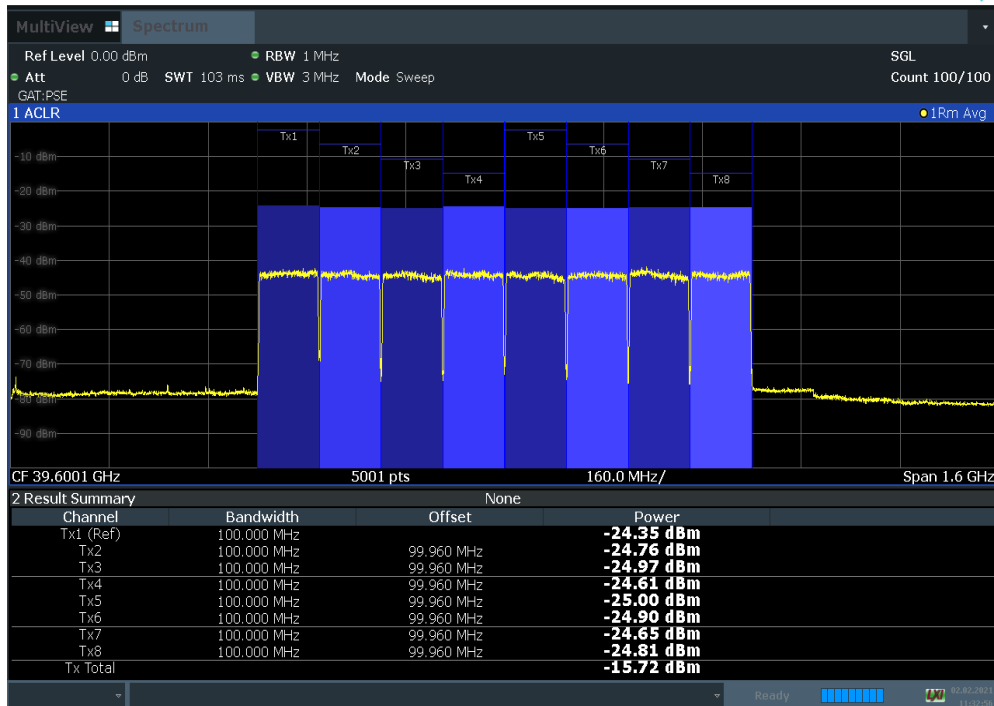 MultiView Spectrum
Ref Level 0.00 dBm RBW 1 MHz SGL
Att 0 dB SWT 103 ms VBW 3 MHz Mode Sweep Count 100/100
GAT:PSE
1 ACLR 1Rm Avg
Tx1 Tx5
Tx2 Tx6
Tx3 Tx7
Tx4 Tx8
-10 dBm
-20 dBm
-30 dBm
-40 dBm
-50 dBm
-60 dBm
-70 dBm
-80 dBm
-90 dBm
CF 39.6001 GHz 5001 pts 160.0 MHz/ Span 1.6 GHz
2 Result Summary None
Channel Bandwidth Offset Power
Tx1 (Ref) 100.000 MHz -24.35 dBm
Tx2 100.000 MHz 99.960 MHz -24.76 dBm
Tx3 100.000 MHz 99.960 MHz -24.97 dBm
Tx4 100.000 MHz 99.960 MHz -24.61 dBm
Tx5 100.000 MHz 99.960 MHz -25.00 dBm
Tx6 100.000 MHz 99.960 MHz -24.90 dBm
Tx7 100.000 MHz 99.960 MHz -24.65 dBm
Tx8 100.000 MHz 99.960 MHz -24.81 dBm
Tx Total -15.72 dBm
Ready LXI 02.02.2021
11:32:56